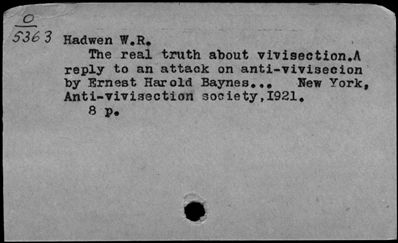 O
5363 Hadwen W.R.
The real truth about vivisection.A
reply to an attack on anti-vivisecion
by Ernest Harold Baynes... New York,
Anti-vivisection society,1921.
8 p.